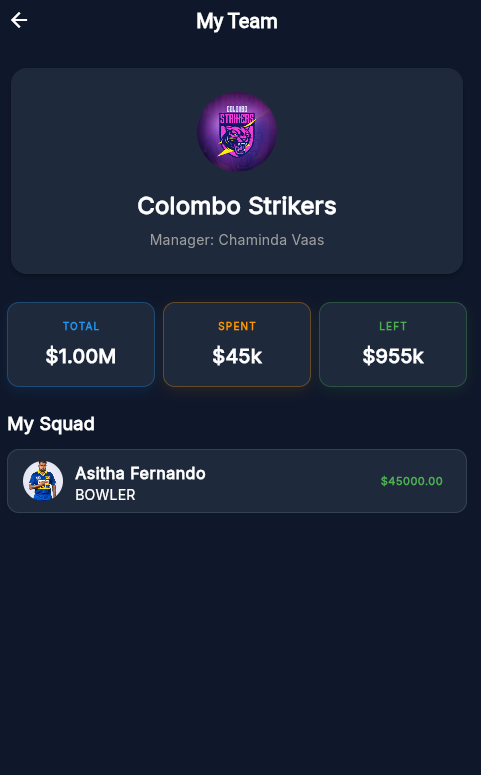 My Team
COLOMBO
STRIKERS
Colombo Strikers
Manager: Chaminda Vaas
TOTAL
SPENT
LEFT
$1.00M
$45k
$955k
My Squad
Asitha Fernando
BOWLER
$45000.00